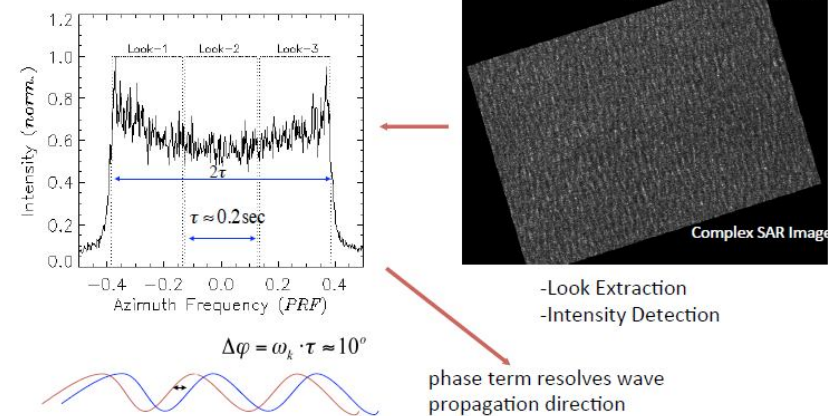 1.2
1.0
0.8
0.6
0.4
0.2
0.0
Intensity (norm.)
Look-1 Look-2 Look-3
2τ
τ ≈ 0.2sec
−0.4 −0.2 0.0 0.2 0.4
Azimuth Frequency (PRF)
Complex SAR Image
-Look Extraction
-Intensity Detection
Δφ = ωₖ · τ ≈ 10°
phase term resolves wave
propagation direction